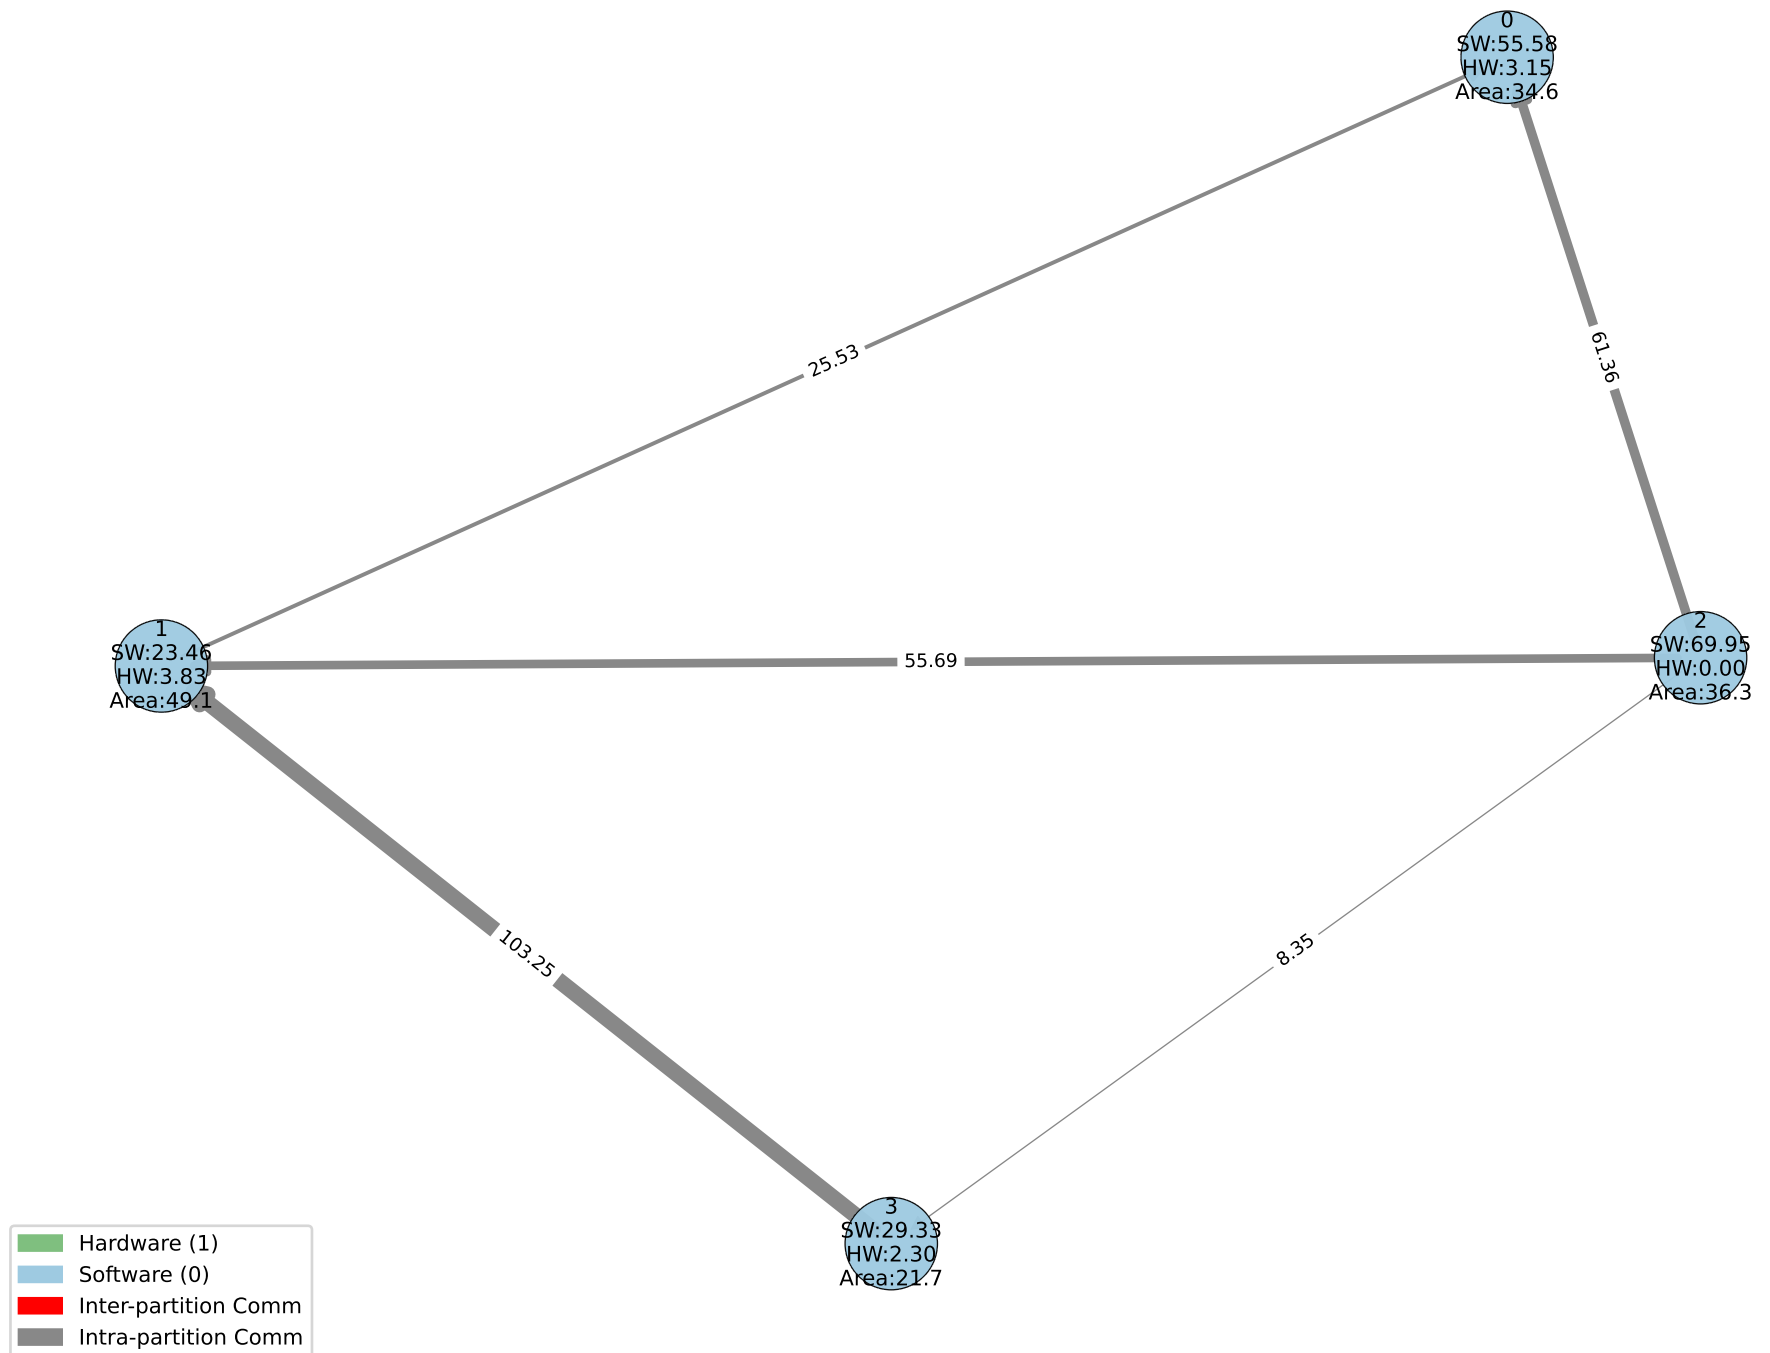 0
SW:55.58
HW:3.15
Area:34.6
25.53
61.36
1
SW:23.46
HW:3.83
Area:49.1
55.69
2
SW:69.95
HW:0.00
Area:36.3
103.25
8.35
3
SW:29.33
HW:2.30
Area:21.7
Hardware (1)
Software (0)
Inter-partition Comm
Intra-partition Comm